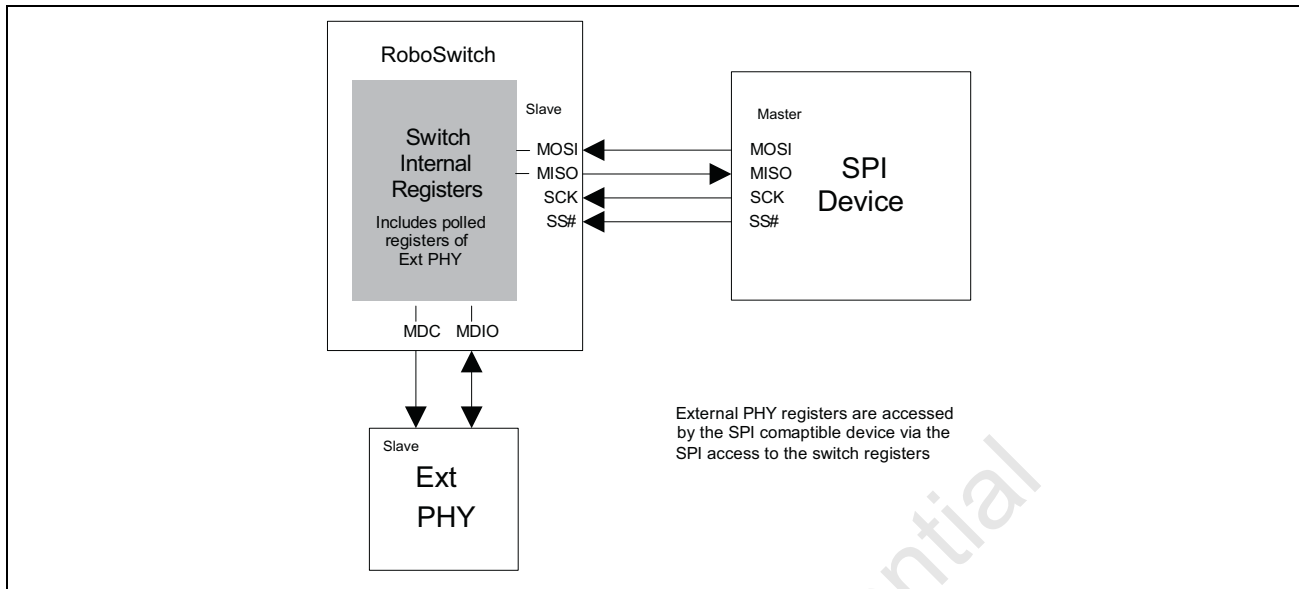 RoboSwitch
Slave
Switch
Internal
Registers
Includes polled
registers of
Ext PHY
MOSI
MISO
SCK
SS#
MDC MDIO
Master
MOSI
MISO
SCK
SS#
SPI
Device
Slave
Ext
PHY
External PHY registers are accessed
by the SPI comaptible device via the
SPI access to the switch registers
ntial